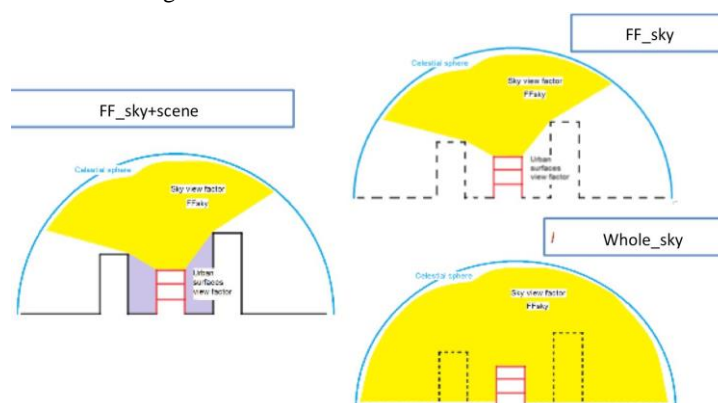 FF_sky
Celestial sphere
Sky view factor
FFsky
Urban
surfaces
view factor
FF_sky+scene
Celestial sphere
Sky view factor
FFsky
Urban
surfaces
view factor
Whole_sky
Celestial sphere
Sky view factor
FFsky